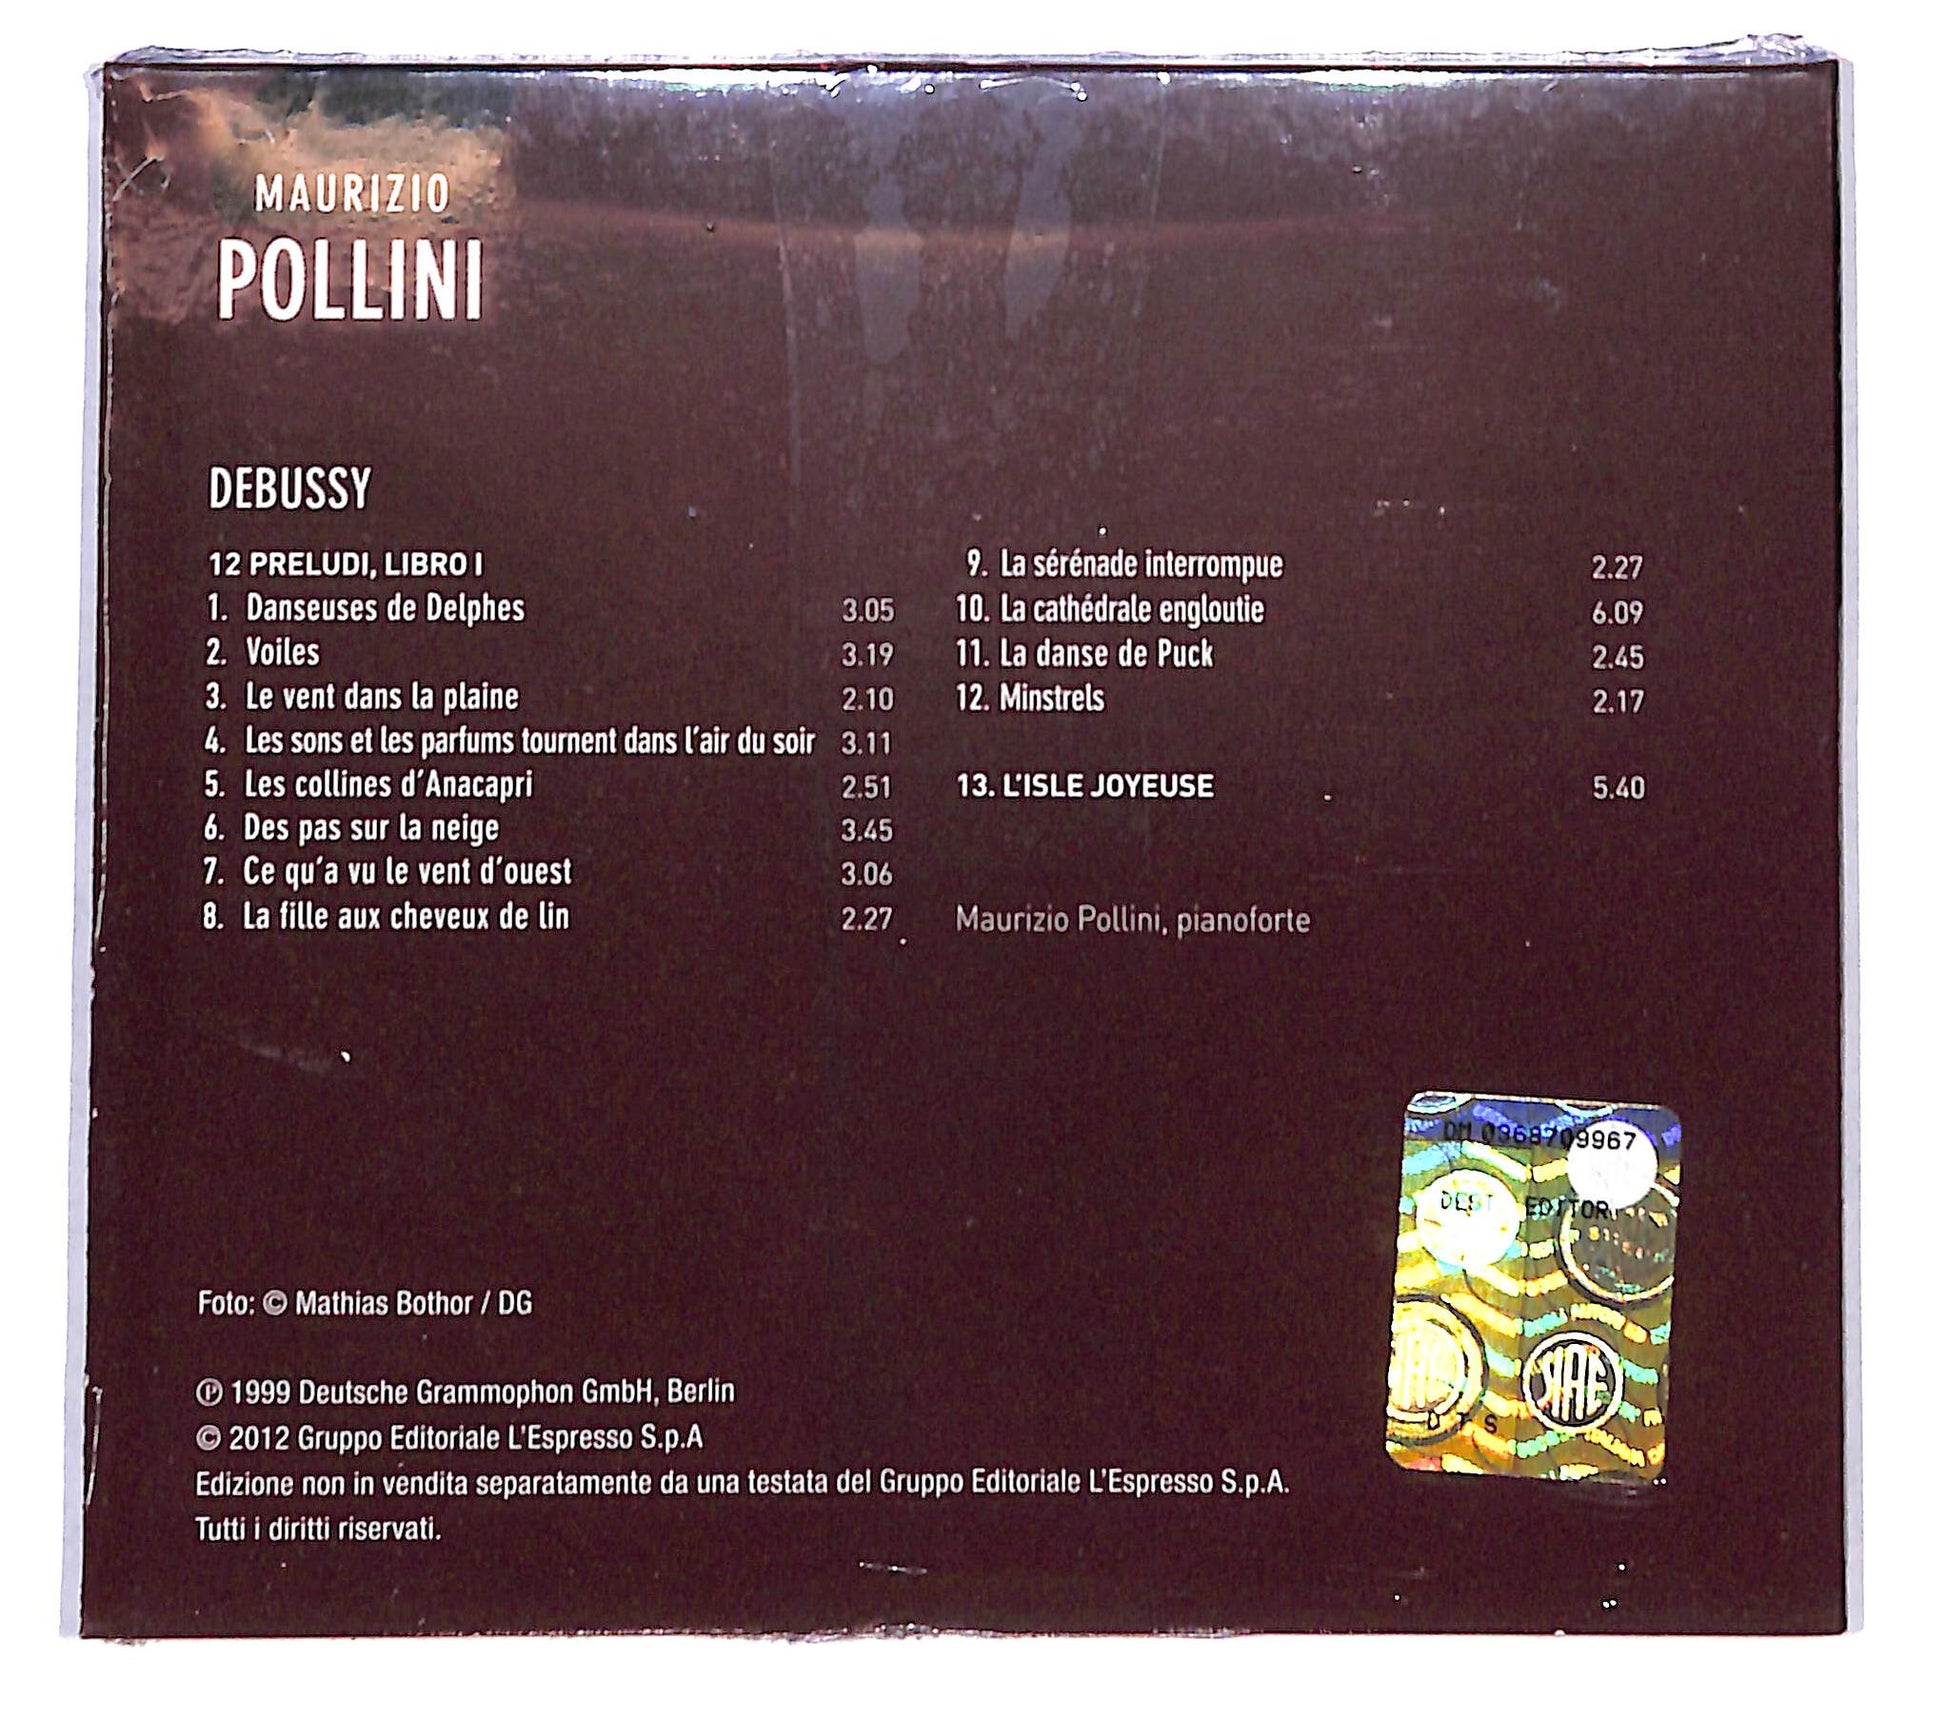 MAURIZIO
POLLINI
DEBUSSY
12 PRELUDI, LIBRO I
1. Danseuses de Delphes 3.05
2. Voiles 3.19
3. Le vent dans la plaine 2.10
4. Les sons et les parfums tournent dans l'air du soir 3.11
5. Les collines d'Anacapri 2.51
6. Des pas sur la neige 3.45
7. Ce qu'a vu le vent d'ouest 3.06
8. La fille aux cheveux de lin 2.27
9. La sérénade interrompue 2.27
10. La cathédrale engloutie 6.09
11. La danse de Puck 2.45
12. Minstrels 2.17
13. L'ISLE JOYEUSE 5.40
Maurizio Pollini, pianoforte
DM 0368709967
DEST EDITOR
SIAE
D T S
Foto: © Mathias Bothor / DG
℗ 1999 Deutsche Grammophon GmbH, Berlin
© 2012 Gruppo Editoriale L'Espresso S.p.A
Edizione non in vendita separatamente da una testata del Gruppo Editoriale L'Espresso S.p.A.
Tutti i diritti riservati.